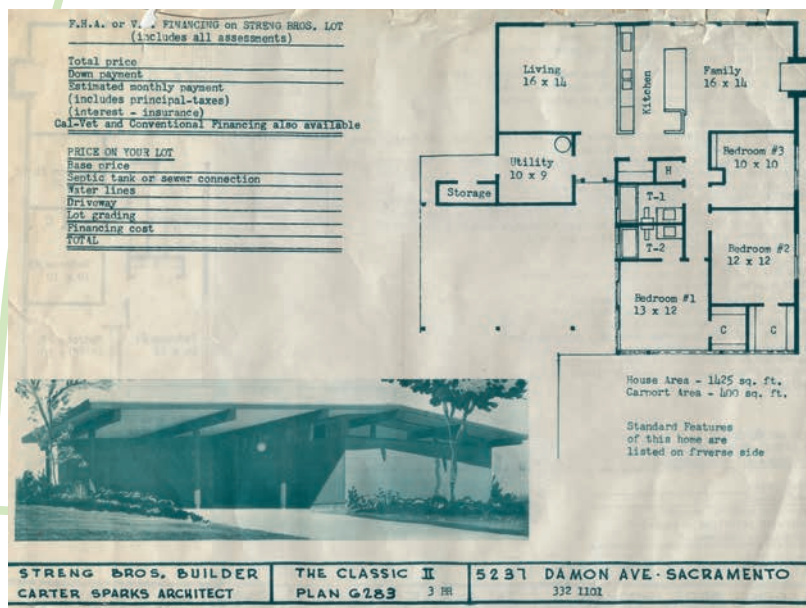 F.H.A. or V.A. FINANCING on STRENG BROS. LOT
(includes all assessments)
Total price
Down payment
Estimated monthly payment
(includes principal-taxes)
(interest - insurance)
Cal-Vet and Conventional Financing also available
PRICE ON YOUR LOT
Base price
Septic tank or sewer connection
Water lines
Driveway
Lot grading
Financing cost
TOTAL
Living
16 x 14
Kitchen
Family
16 x 14
Utility
10 x 9
Storage
H
Bedroom #3
10 x 10
T-1
T-2
Bedroom #2
12 x 12
Bedroom #1
13 x 12
C
C
House Area - 1425 sq. ft.
Carport Area - 400 sq. ft.
Standard Features
of this home are
listed on frverse side
STRENG BROS. BUILDER
CARTER SPARKS ARCHITECT
THE CLASSIC II
PLAN G283 3 BR
5237 DAMON AVE · SACRAMENTO
332 1101